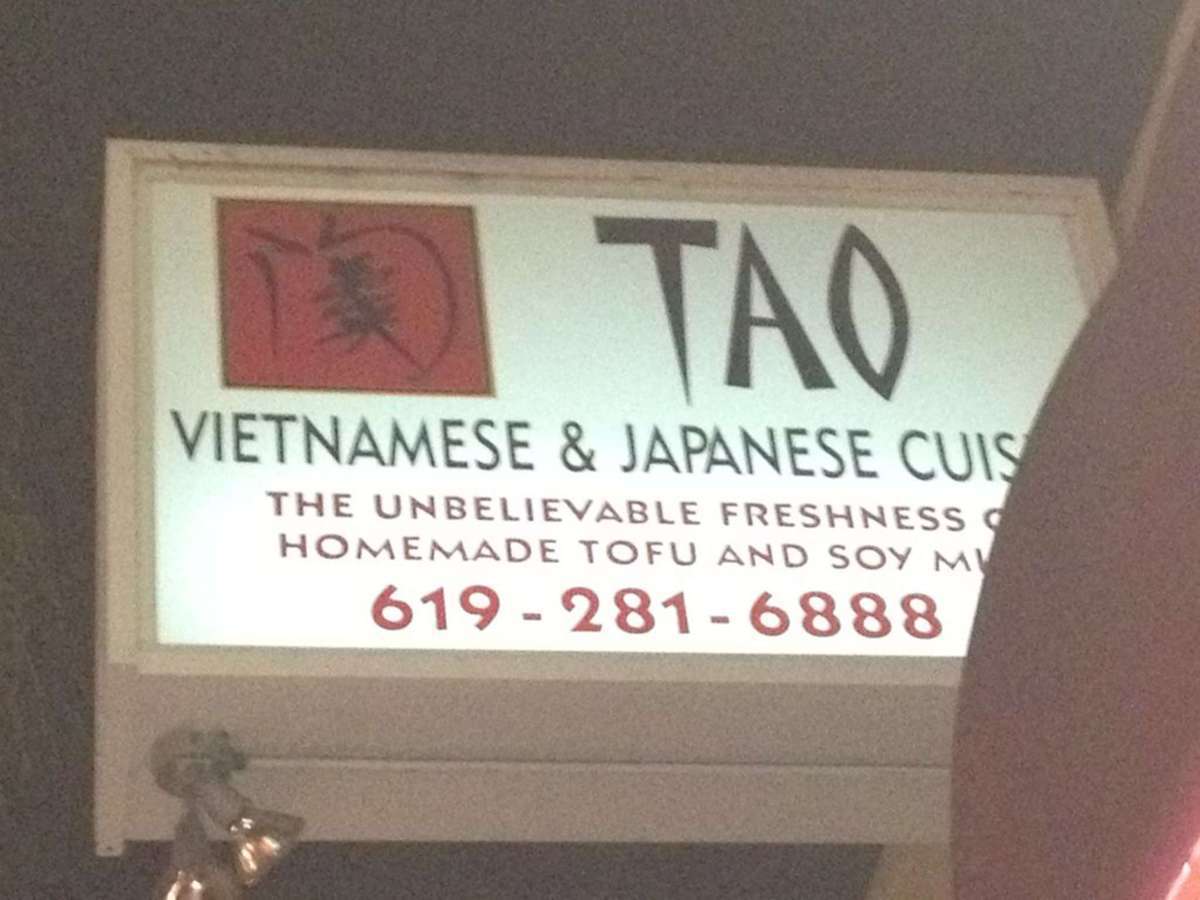 TAO
VIETNAMESE & JAPANESE
THE UNBELIEVABLE FRESHNESS
HOMEMADE TOFU AND SOY
619-281-6888